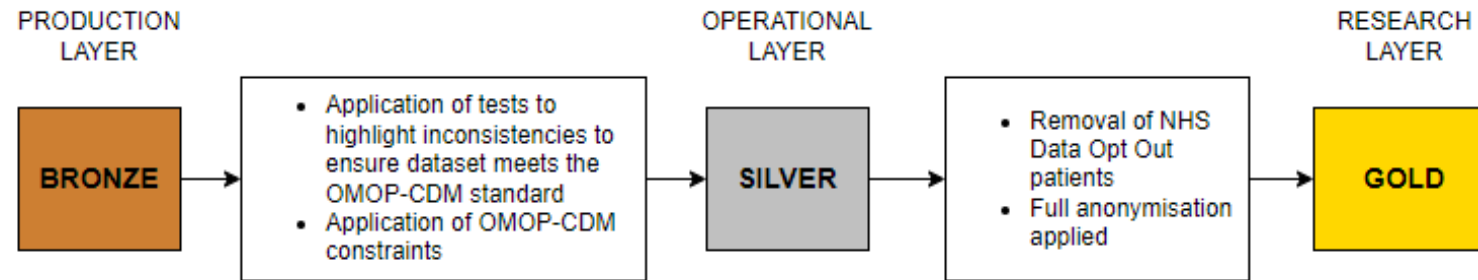 PRODUCTION
LAYER
BRONZE
• Application of tests to
highlight inconsistencies to
ensure dataset meets the
OMOP-CDM standard
• Application of OMOP-CDM
constraints
OPERATIONAL
LAYER
SILVER
• Removal of NHS
Data Opt Out
patients
• Full anonymisation
applied
RESEARCH
LAYER
GOLD